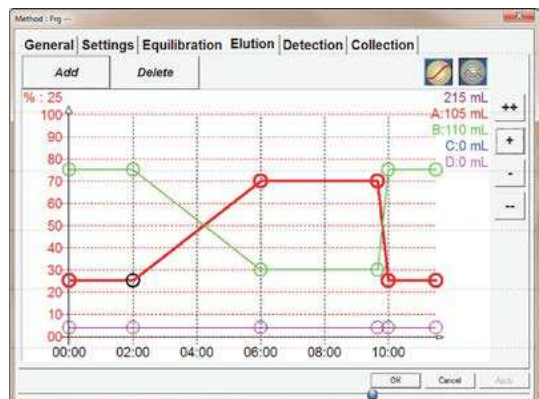 Method : Prg --
General Settings Equilibration Elution Detection Collection
Add Delete
% : 25
215 mL
A:105 mL
B:110 mL
C:0 mL
D:0 mL
++
+
-
--
100
90
80
70
60
50
40
30
20
10
00
00:00 02:00 04:00 06:00 08:00 10:00
OK Cancel Apply